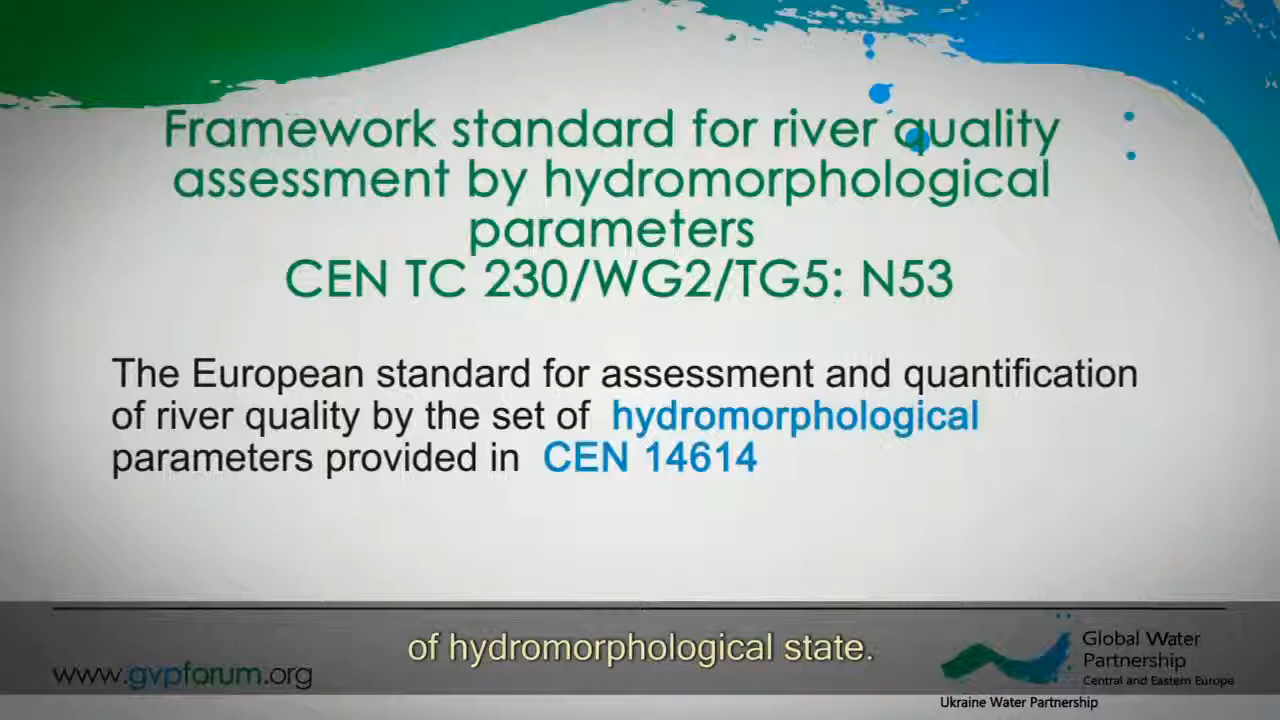 Framework standard for river quality
assessment by hydromorphological
parameters
CEN TC 230/WG2/TG5: N53
The European standard for assessment and quantification
of river quality by the set of hydromorphological
parameters provided in CEN 14614
of hydromorphological state.
www.gvpforum.org
Global Water
Partnership
Central and Eastern Europe
Ukraine Water Partnership